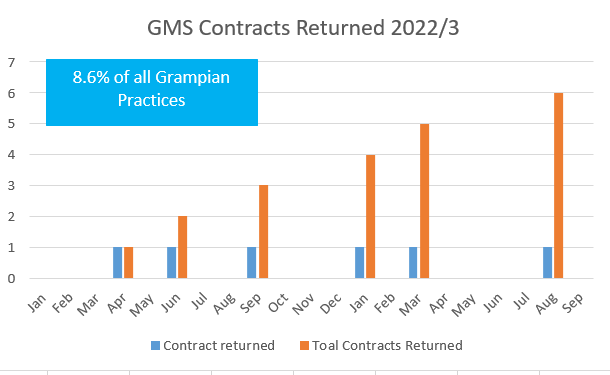 GMS Contracts Returned 2022/3
8.6% of all Grampian
Practices
7
6
5
4
3
2
1
0
Jan Feb Mar Apr May Jun Jul Aug Sep Oct Nov Dec Jan Feb Mar Apr May Jun Jul Aug Sep
Contract returned Toal Contracts Returned